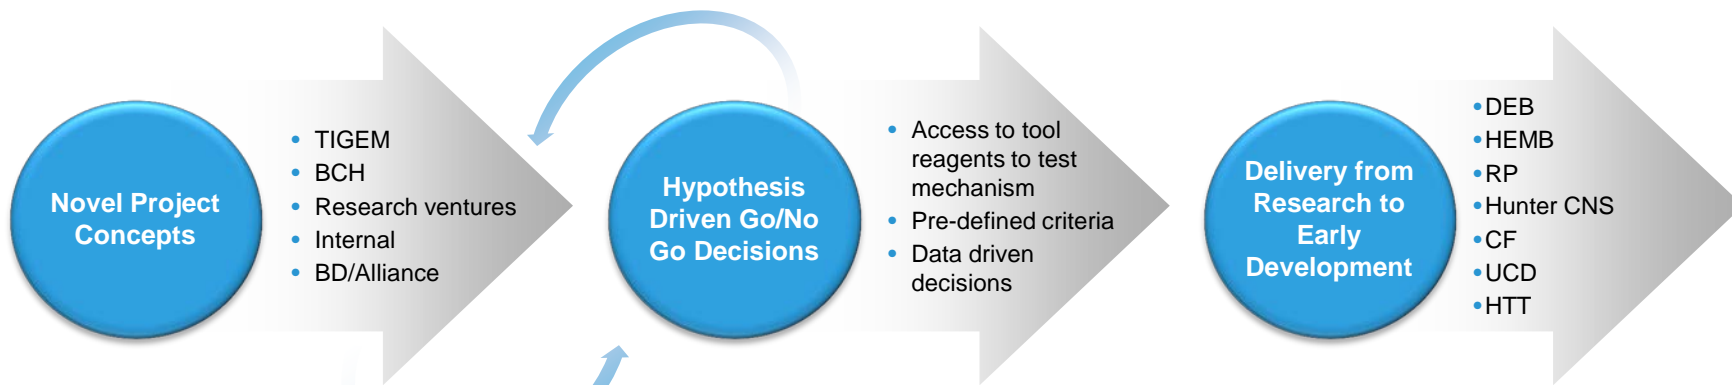 Novel Project
Concepts
• TIGEM
• BCH
• Research ventures
• Internal
• BD/Alliance
Hypothesis
Driven Go/No
Go Decisions
• Access to tool
reagents to test
mechanism
• Pre-defined criteria
• Data driven
decisions
Delivery from
Research to
Early
Development
•DEB
•HEMB
•RP
•Hunter CNS
•CF
•UCD
•HTT